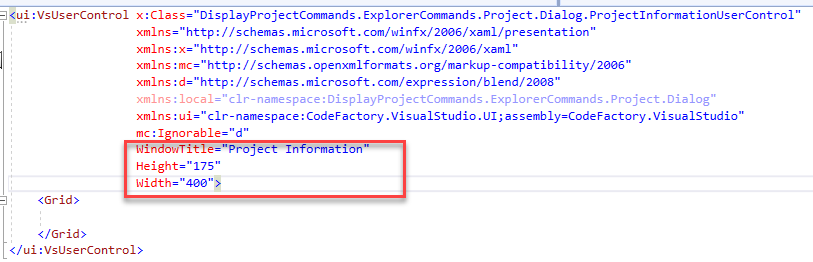 <ui:VsUserControl x:Class="DisplayProjectCommands.ExplorerCommands.Project.Dialog.ProjectInformationUserControl"
xmlns="http://schemas.microsoft.com/winfx/2006/xaml/presentation"
xmlns:x="http://schemas.microsoft.com/winfx/2006/xaml"
xmlns:mc="http://schemas.openxmlformats.org/markup-compatibility/2006"
xmlns:d="http://schemas.microsoft.com/expression/blend/2008"
xmlns:local="clr-namespace:DisplayProjectCommands.ExplorerCommands.Project.Dialog"
xmlns:ui="clr-namespace:CodeFactory.VisualStudio.UI;assembly=CodeFactory.VisualStudio"
mc:Ignorable="d"
WindowTitle="Project Information"
Height="175"
Width="400">
<Grid>
</Grid>
</ui:VsUserControl>